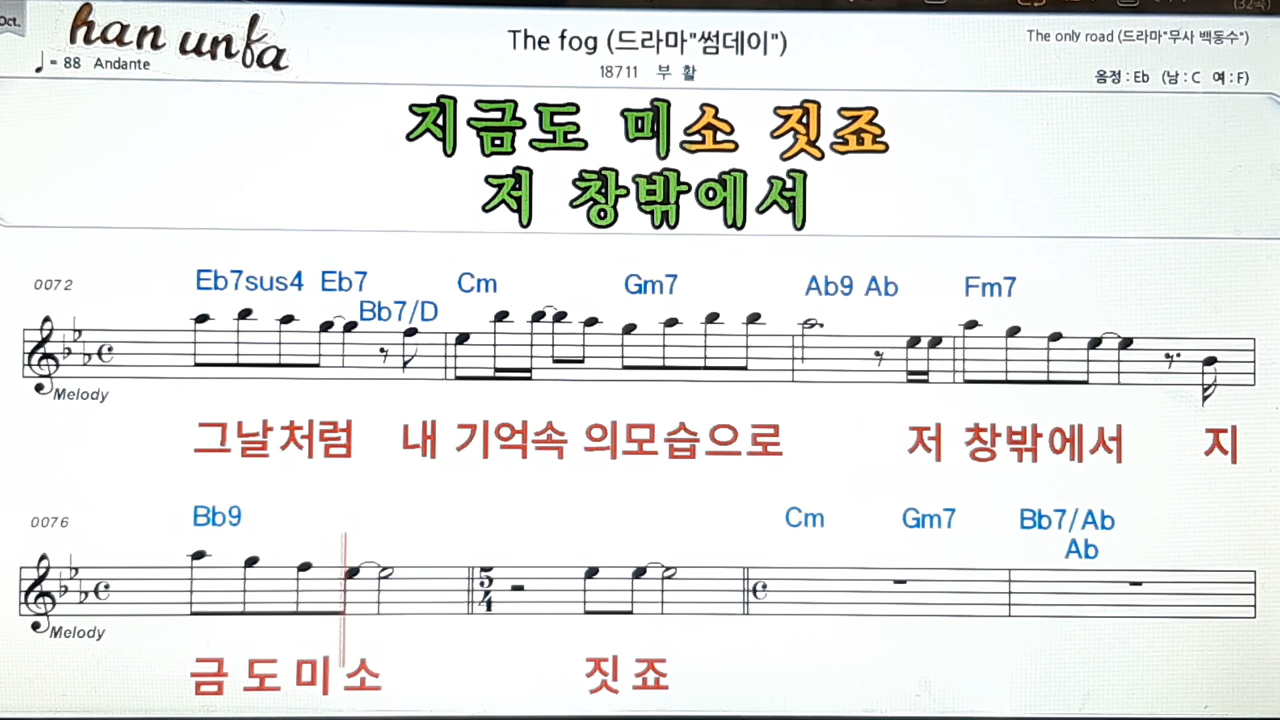 Oct.
han unfa
♩= 88 Andante
The fog (드라마"썸데이")
18711 부 활
The only road (드라마"무사 백동수")
음정 : Eb (남 : C 여 : F)
지금도 미소 짓죠
저 창밖에서
0072
Eb7sus4 Eb7 Bb7/D Cm Gm7 Ab9 Ab Fm7
Melody
그날처럼 내 기억속 의모습으로 저 창밖에서 지
0076
Bb9 Cm Gm7 Bb7/Ab
Ab
5
4
Melody
금 도 미 소 짓 죠